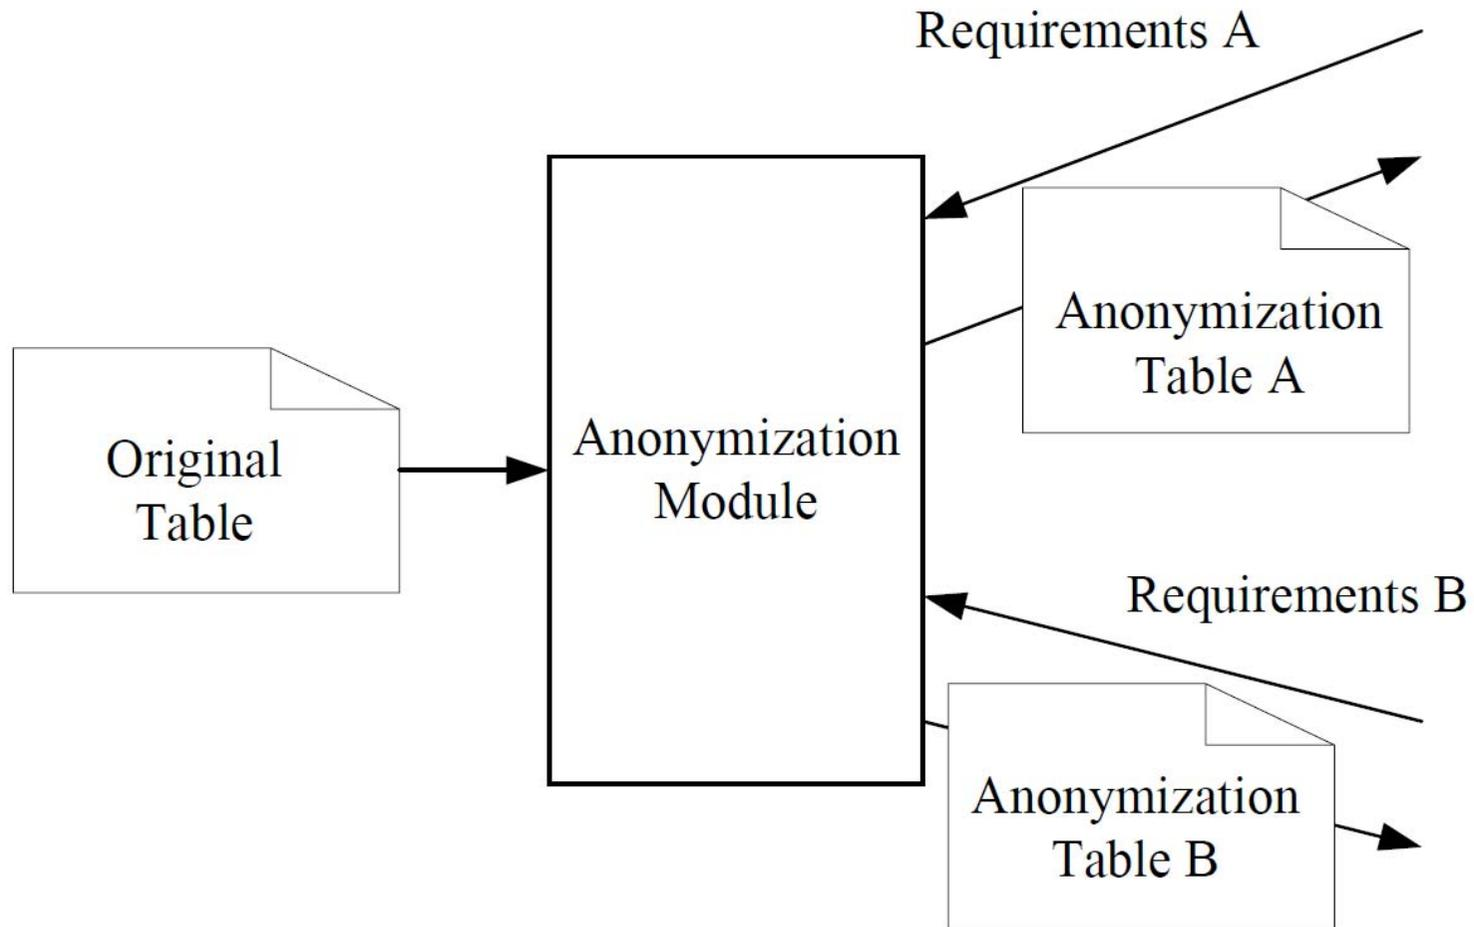 Requirements A
Anonymization
Table A
Original
Table
Anonymization
Module
Requirements B
Anonymization
Table B